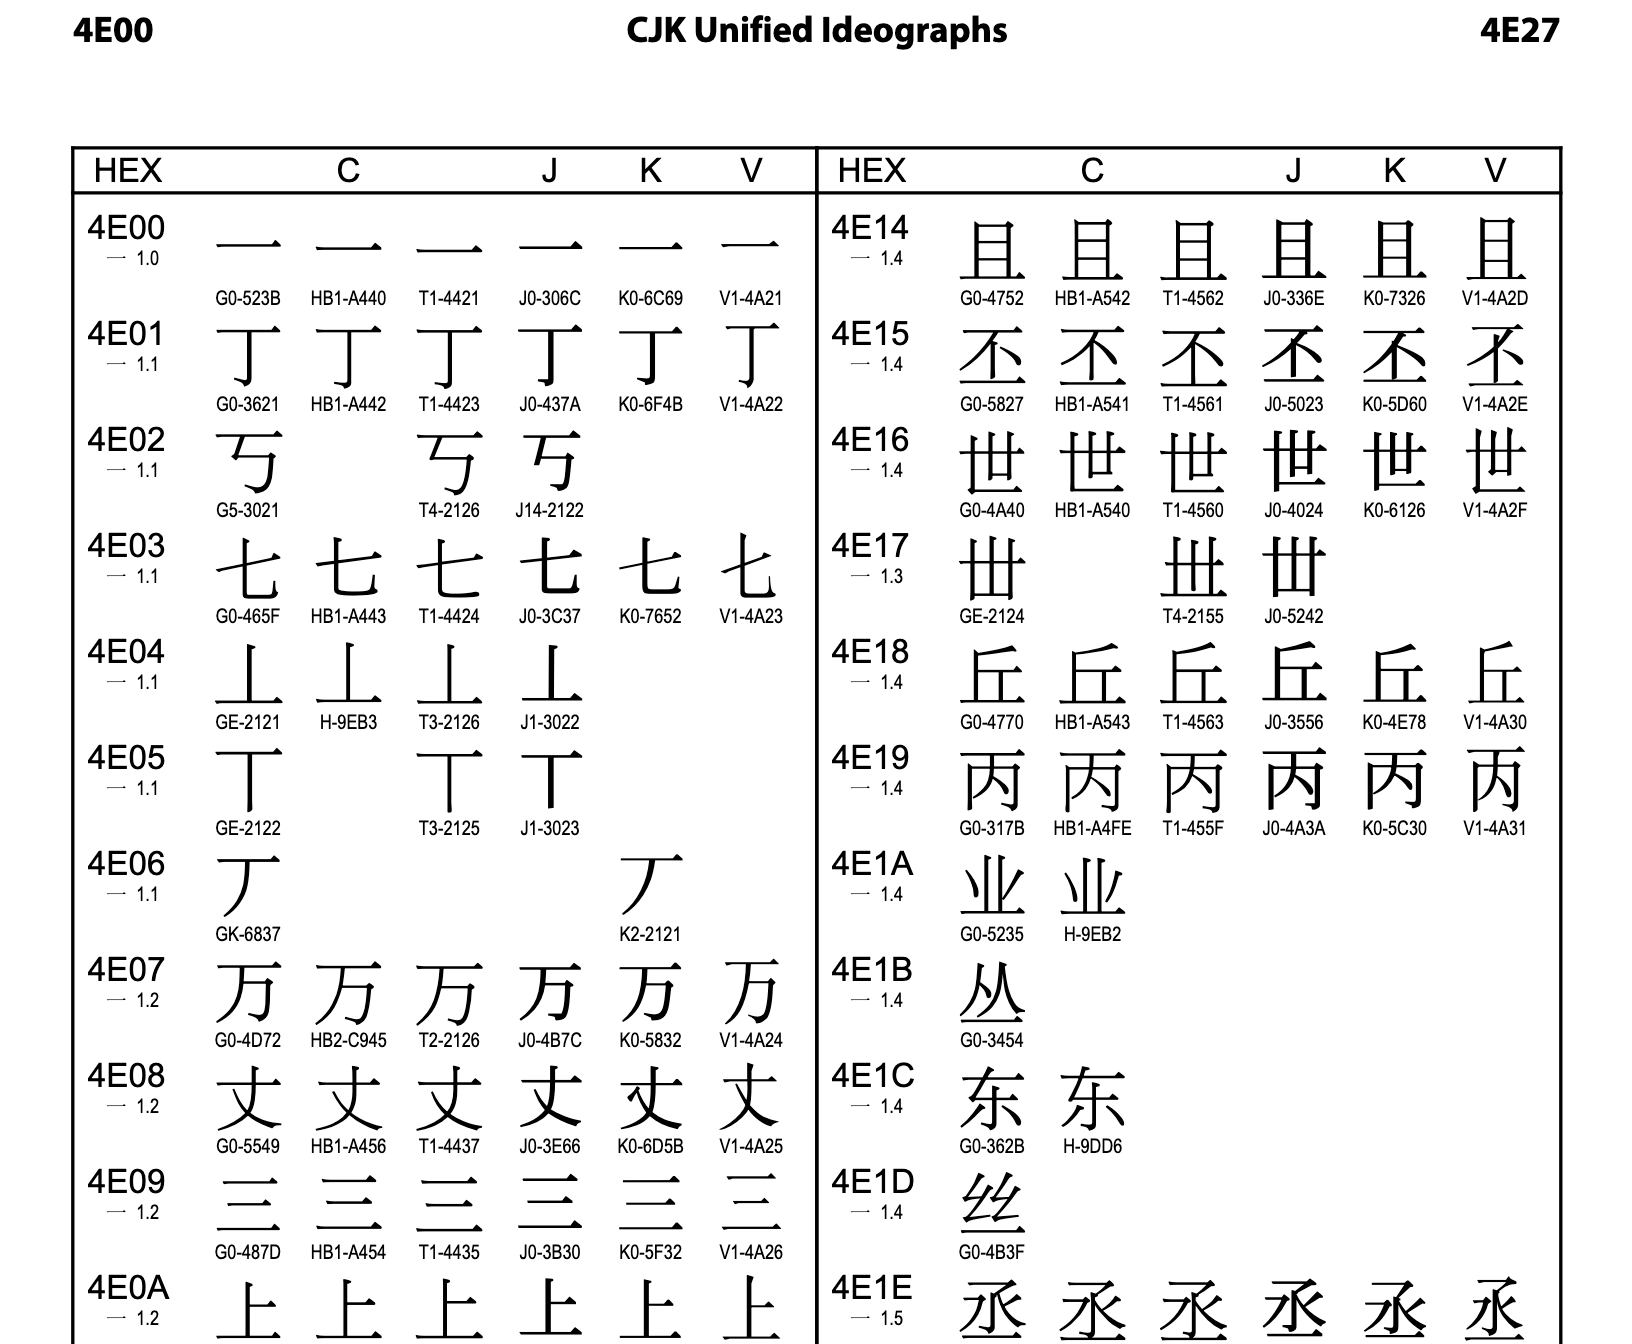 4E00 CJK Unified Ideographs 4E27
HEX C J K V
4E00 一 一 一 一 一 一
一 1.0
G0-523B HB1-A440 T1-4421 J0-306C K0-6C69 V1-4A21
4E01 丁 丁 丁 丁 丁 丁
一 1.1
G0-3621 HB1-A442 T1-4423 J0-437A K0-6F4B V1-4A22
4E02 丂 丂 丂
一 1.1
G5-3021 T4-2126 J14-2122
4E03 七 七 七 七 七 七
一 1.1
G0-465F HB1-A443 T1-4424 J0-3C37 K0-7652 V1-4A23
4E04 丄 丄 丄 丄
一 1.1
GE-2121 H-9EB3 T3-2126 J1-3022
4E05 丅 丅 丅
一 1.1
GE-2122 T3-2125 J1-3023
4E06 丆 丆
一 1.1
GK-6837 K2-2121
4E07 万 万 万 万 万 万
一 1.2
G0-4D72 HB2-C945 T2-2126 J0-4B7C K0-5832 V1-4A24
4E08 丈 丈 丈 丈 丈 丈
一 1.2
G0-5549 HB1-A456 T1-4437 J0-3E66 K0-6D5B V1-4A25
4E09 三 三 三 三 三 三
一 1.2
G0-487D HB1-A454 T1-4435 J0-3B30 K0-5F32 V1-4A26
4E0A 上 上 上 上 上 上
一 1.2
HEX C J K V
4E14 且 且 且 且 且 且
一 1.4
G0-4752 HB1-A542 T1-4562 J0-336E K0-7326 V1-4A2D
4E15 丕 丕 丕 丕 丕 丕
一 1.4
G0-5827 HB1-A541 T1-4561 J0-5023 K0-5D60 V1-4A2E
4E16 世 世 世 世 世 世
一 1.4
G0-4A40 HB1-A540 T1-4560 J0-4024 K0-6126 V1-4A2F
4E17 丗 丗 丗
一 1.3
GE-2124 T4-2155 J0-5242
4E18 丘 丘 丘 丘 丘 丘
一 1.4
G0-4770 HB1-A543 T1-4563 J0-3556 K0-4E78 V1-4A30
4E19 丙 丙 丙 丙 丙 丙
一 1.4
G0-317B HB1-A4FE T1-455F J0-4A3A K0-5C30 V1-4A31
4E1A 业 业
一 1.4
G0-5235 H-9EB2
4E1B 丛
一 1.4
G0-3454
4E1C 东 东
一 1.4
G0-362B H-9DD6
4E1D 丝
一 1.4
G0-4B3F
4E1E 丞 丞 丞 丞 丞 丞
一 1.5